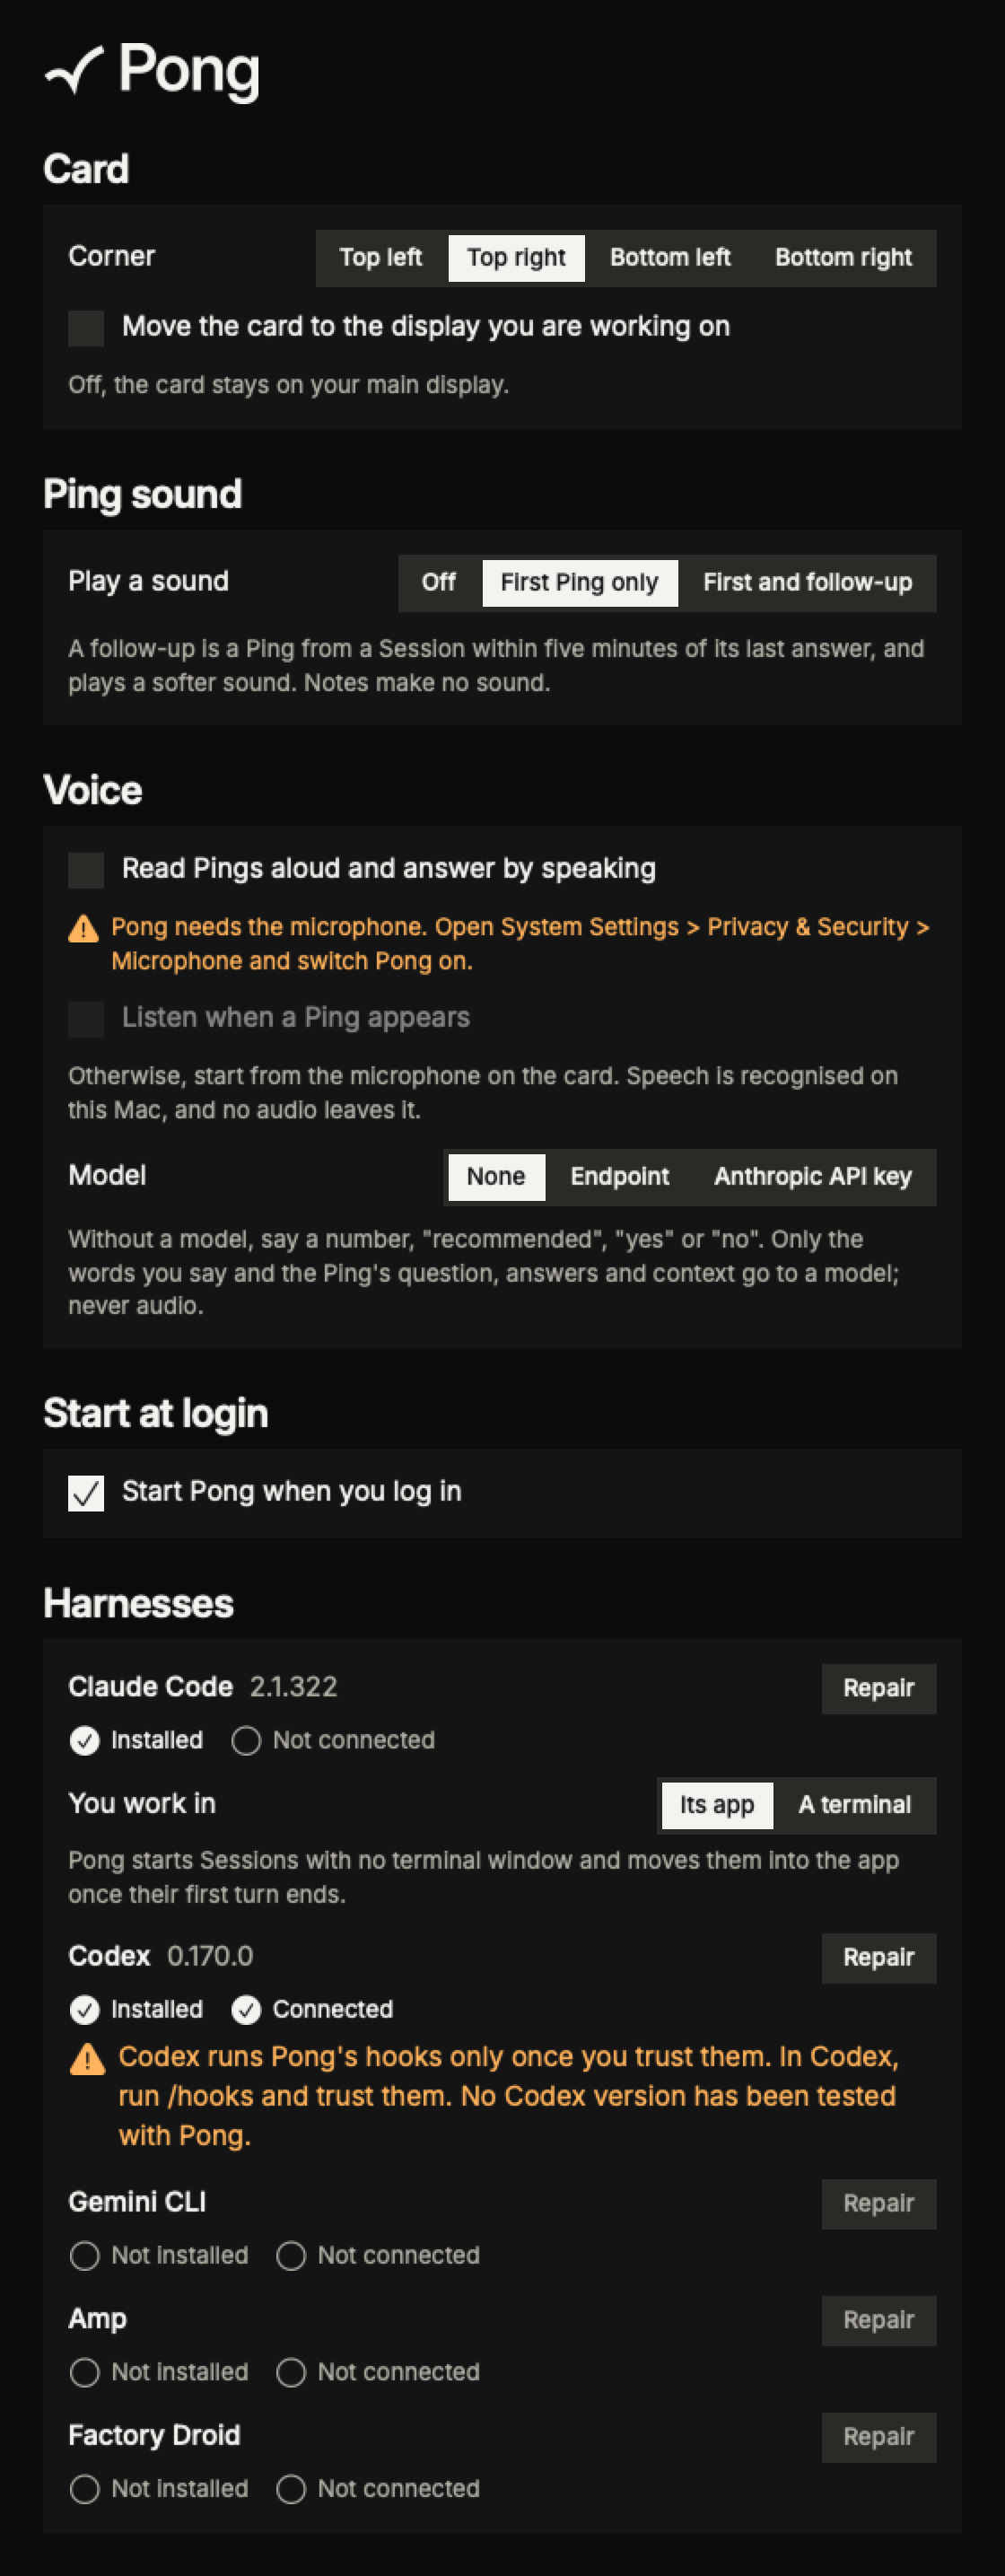 Pong
Card
Corner
Top left
Top right
Bottom left
Bottom right
Move the card to the display you are working on
Off, the card stays on your main display.
Ping sound
Play a sound
Off
First Ping only
First and follow-up
A follow-up is a Ping from a Session within five minutes of its last answer, and
plays a softer sound. Notes make no sound.
Voice
Read Pings aloud and answer by speaking
Pong needs the microphone. Open System Settings > Privacy & Security >
Microphone and switch Pong on.
Listen when a Ping appears
Otherwise, start from the microphone on the card. Speech is recognised on
this Mac, and no audio leaves it.
Model
None
Endpoint
Anthropic API key
Without a model, say a number, "recommended", "yes" or "no". Only the
words you say and the Ping's question, answers and context go to a model;
never audio.
Start at login
Start Pong when you log in
Harnesses
Claude Code 2.1.322
Repair
Installed
Not connected
You work in
Its app
A terminal
Pong starts Sessions with no terminal window and moves them into the app
once their first turn ends.
Codex 0.170.0
Repair
Installed
Connected
Codex runs Pong's hooks only once you trust them. In Codex,
run /hooks and trust them. No Codex version has been tested
with Pong.
Gemini CLI
Repair
Not installed
Not connected
Amp
Repair
Not installed
Not connected
Factory Droid
Repair
Not installed
Not connected